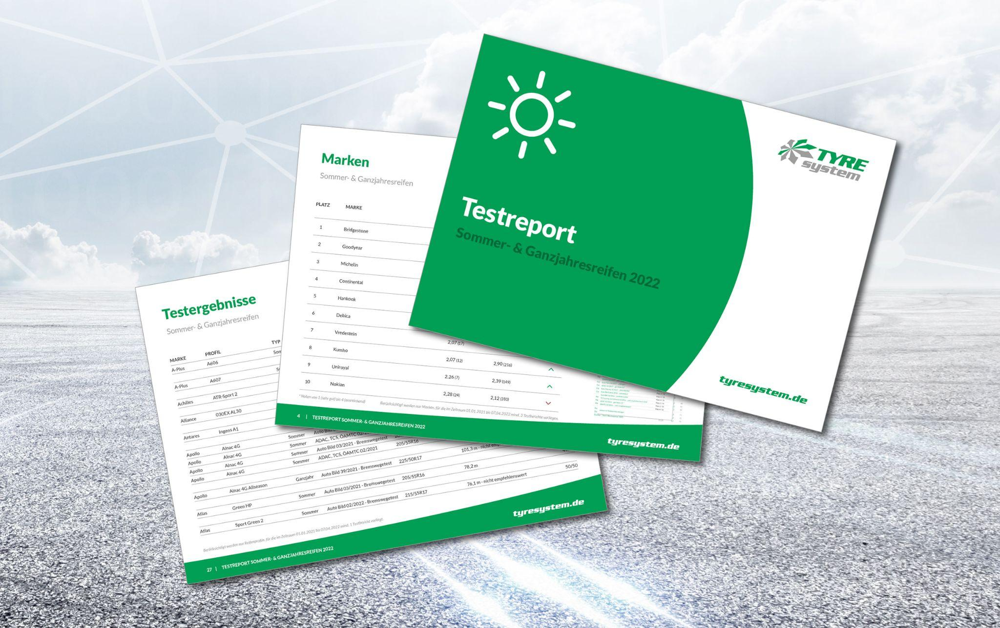 Testreport
Sommer- & Ganzjahresreifen 2022
TYRE
system
tyresystem.de
Marken
Sommer- & Ganzjahresreifen
PLATZ MARKE
1 Bridgestone
2 Goodyear
3 Michelin
4 Continental
5 Hankook
6 Debica
7 Vredestein 2,07 (17)
8 Kumho 2,07 (12) 2,90 (216)
9 Uniroyal 2.26 (7) 2,39 (149)
10 Nokian 2,28 (24) 2,12 (310)
* Noten von 1 (sehr gut) bis 4 (ausreichend) Berücksichtigt werden nur Marken, für die im Zeitraum 01.01.2021 bis 07.04.2022 mind. 3 Testberichte vorliegen.
4 | TESTREPORT SOMMER- & GANZJAHRESREIFEN 2022
tyresystem.de
Testergebnisse
Sommer- & Ganzjahresreifen
MARKE PROFIL TYP
A-Plus A606
A-Plus A607
Achilles ATR-Sport 2
Alliance 030EX AL30
Antares Ingens A1
Apollo Alnac 4G Sommer Auto
Apollo Alnac 4G Sommer ADAC, TCS, ÖAMTC
Apollo Alnac 4G Sommer Auto Bild 03/2021 - Bremswegetest
Apollo Alnac 4G Sommer ADAC, TCS, ÖAMTC 02/2021 205/55R16
Apollo Alnac 4G Allseason Ganzjahr Auto Bild 39/2021 - Bremswegetest 225/50R17 101,3 m - nicht
Atlas Green HP Sommer Auto Bild 03/2021 - Bremswegetest 205/55R16 78,2 m
Atlas Sport Green 2 Sommer Auto Bild 02/2022 - Bremswegetest 215/55R17 76,1 m - nicht empfehlenswert 50/50
Berücksichtigt werden nur Reifenprofile, für die im Zeitraum 01.01.2021 bis 07.04.2022 mind. 1 Testbericht vorliegt.
27 | TESTREPORT SOMMER- & GANZJAHRESREIFEN 2022
tyresystem.de